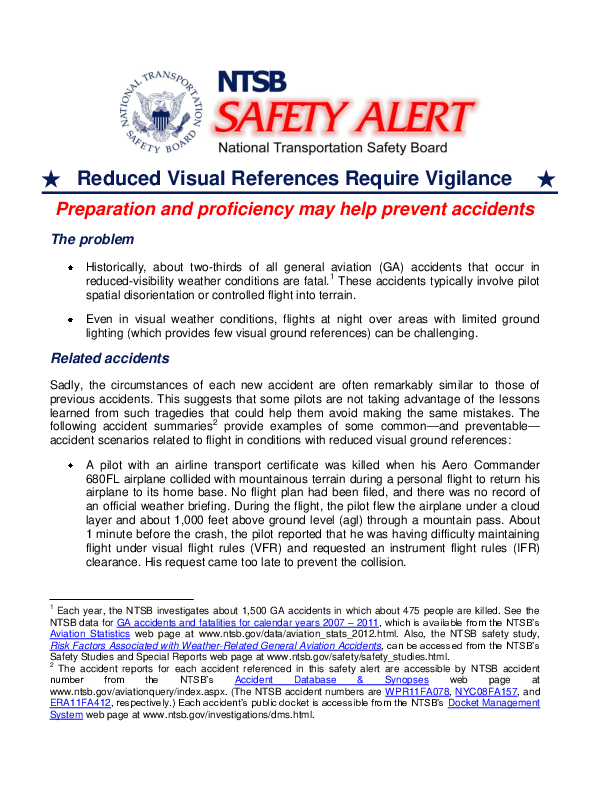 NATIONAL TRANSPORTATION
SAFETY BOARD
NTSB
SAFETY ALERT
National Transportation Safety Board
Reduced Visual References Require Vigilance
Preparation and proficiency may help prevent accidents
The problem
• Historically, about two-thirds of all general aviation (GA) accidents that occur in
reduced-visibility weather conditions are fatal.1 These accidents typically involve pilot
spatial disorientation or controlled flight into terrain.
• Even in visual weather conditions, flights at night over areas with limited ground
lighting (which provides few visual ground references) can be challenging.
Related accidents
Sadly, the circumstances of each new accident are often remarkably similar to those of
previous accidents. This suggests that some pilots are not taking advantage of the lessons
learned from such tragedies that could help them avoid making the same mistakes. The
following accident summaries2 provide examples of some common—and preventable—
accident scenarios related to flight in conditions with reduced visual ground references:
• A pilot with an airline transport certificate was killed when his Aero Commander
680FL airplane collided with mountainous terrain during a personal flight to return his
airplane to its home base. No flight plan had been filed, and there was no record of
an official weather briefing. During the flight, the pilot flew the airplane under a cloud
layer and about 1,000 feet above ground level (agl) through a mountain pass. About
1 minute before the crash, the pilot reported that he was having difficulty maintaining
flight under visual flight rules (VFR) and requested an instrument flight rules (IFR)
clearance. His request came too late to prevent the collision.
1 Each year, the NTSB investigates about 1,500 GA accidents in which about 475 people are killed. See the
NTSB data for GA accidents and fatalities for calendar years 2007 – 2011, which is available from the NTSB's
Aviation Statistics web page at www.ntsb.gov/data/aviation_stats_2012.html. Also, the NTSB safety study,
Risk Factors Associated with Weather-Related General Aviation Accidents, can be accessed from the NTSB's
Safety Studies and Special Reports web page at www.ntsb.gov/safety/safety_studies.html.
2 The accident reports for each accident referenced in this safety alert are accessible by NTSB accident
number from the NTSB's Accident Database & Synopses web page at
www.ntsb.gov/aviationquery/index.aspx. (The NTSB accident numbers are WPR11FA078, NYC08FA157, and
ERA11FA412, respectively.) Each accident's public docket is accessible from the NTSB's Docket Management
System web page at www.ntsb.gov/investigations/dms.html.